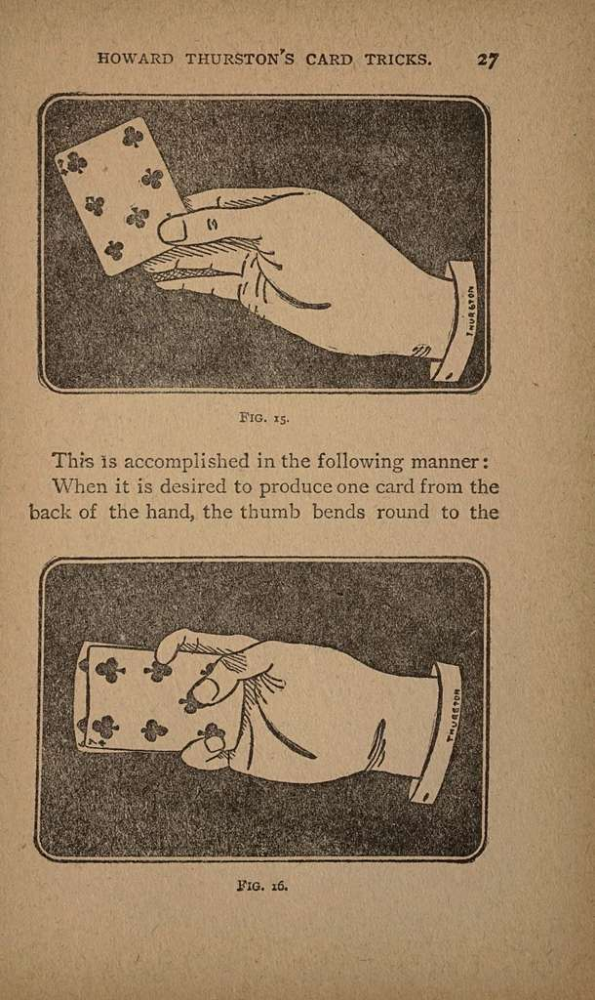 HOWARD THURSTON'S CARD TRICKS. 27
THURSTON
FIG. 15.
This is accomplished in the following manner:
When it is desired to produce one card from the
back of the hand, the thumb bends round to the
7
THURSTON
FIG. 16.